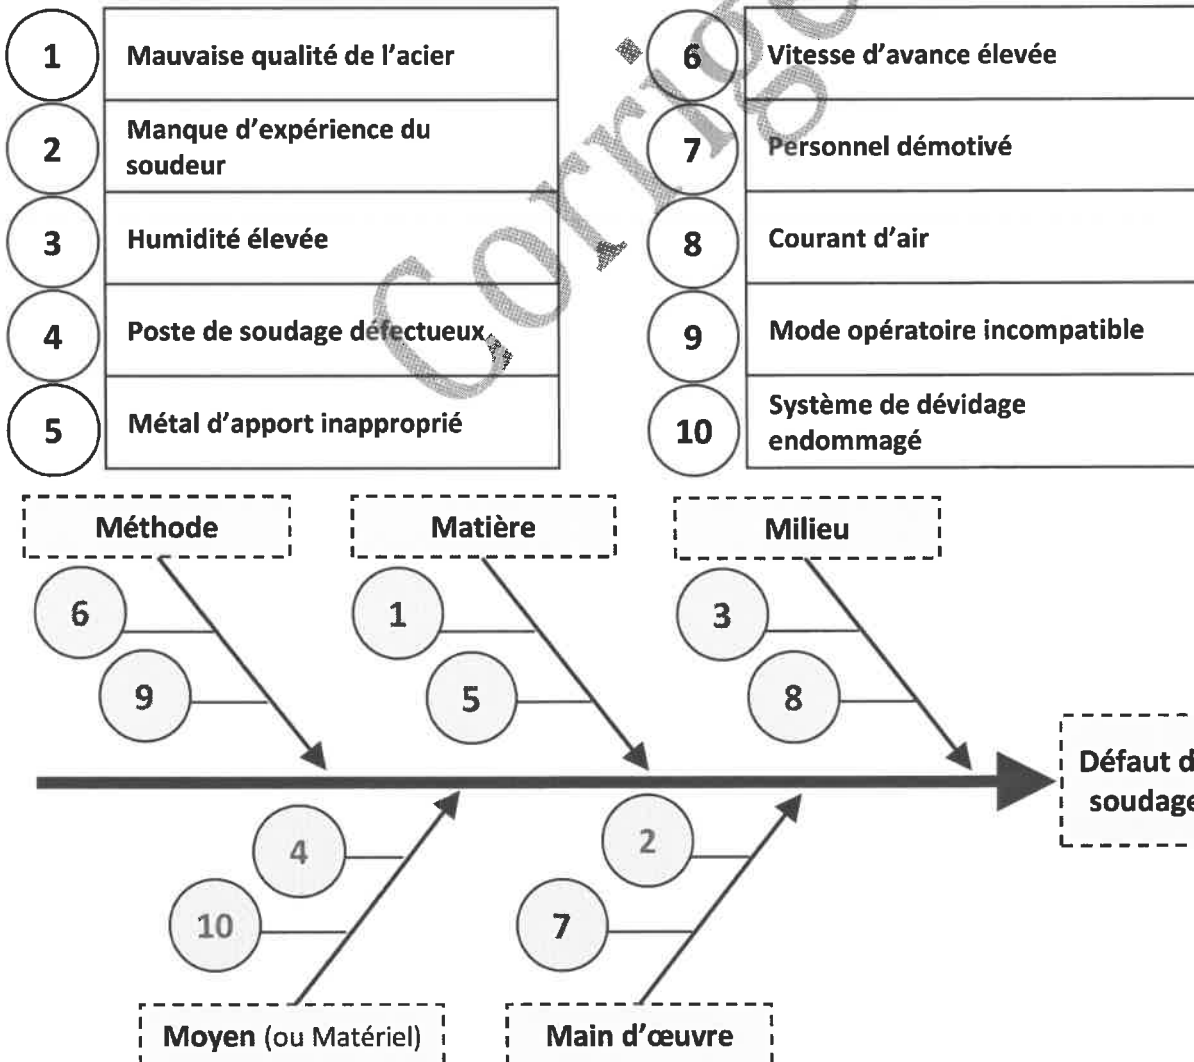 1 Mauvaise qualité de l'acier
2 Manque d'expérience du
soudeur
3 Humidité élevée
4 Poste de soudage défectueux
5 Métal d'apport inapproprié
6 Vitesse d'avance élevée
7 Personnel démotivé
8 Courant d'air
9 Mode opératoire incompatible
10 Système de dévidage
endommagé
Corrigé
Méthode Matière Milieu
6 1 3
9 5 8
Défaut d
soudage
4 2
10 7
Moyen (ou Matériel) Main d'œuvre